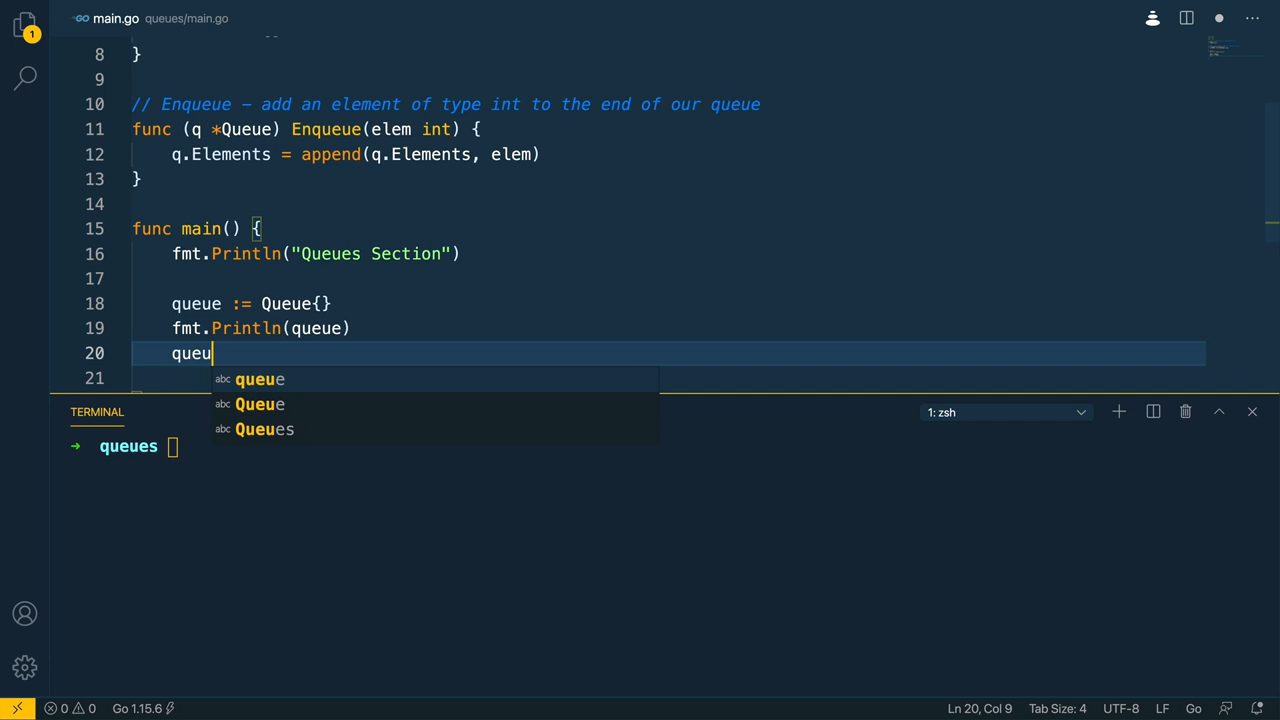 GO main.go queues/main.go
1
8 }
9
10 // Enqueue – add an element of type int to the end of our queue
11 func (q *Queue) Enqueue(elem int) {
12 q.Elements = append(q.Elements, elem)
13 }
14
15 func main() {
16 fmt.Println("Queues Section")
17
18 queue := Queue{}
19 fmt.Println(queue)
20 queu
abc queue
21
abc Queue
abc Queues
TERMINAL 1: zsh
→ queues
0 0 Go 1.15.6 Ln 20, Col 9 Tab Size: 4 UTF-8 LF Go